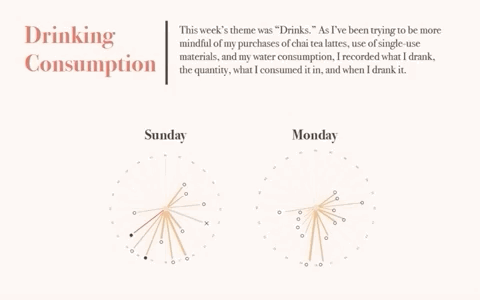 Drinking
Consumption
This week's theme was "Drinks." As I've been trying to be more
mindful of my purchases of chai tea lattes, use of single-use
materials, and my water consumption, I recorded what I drank,
the quantity, what I consumed it in, and when I drank it.
Sunday
Monday